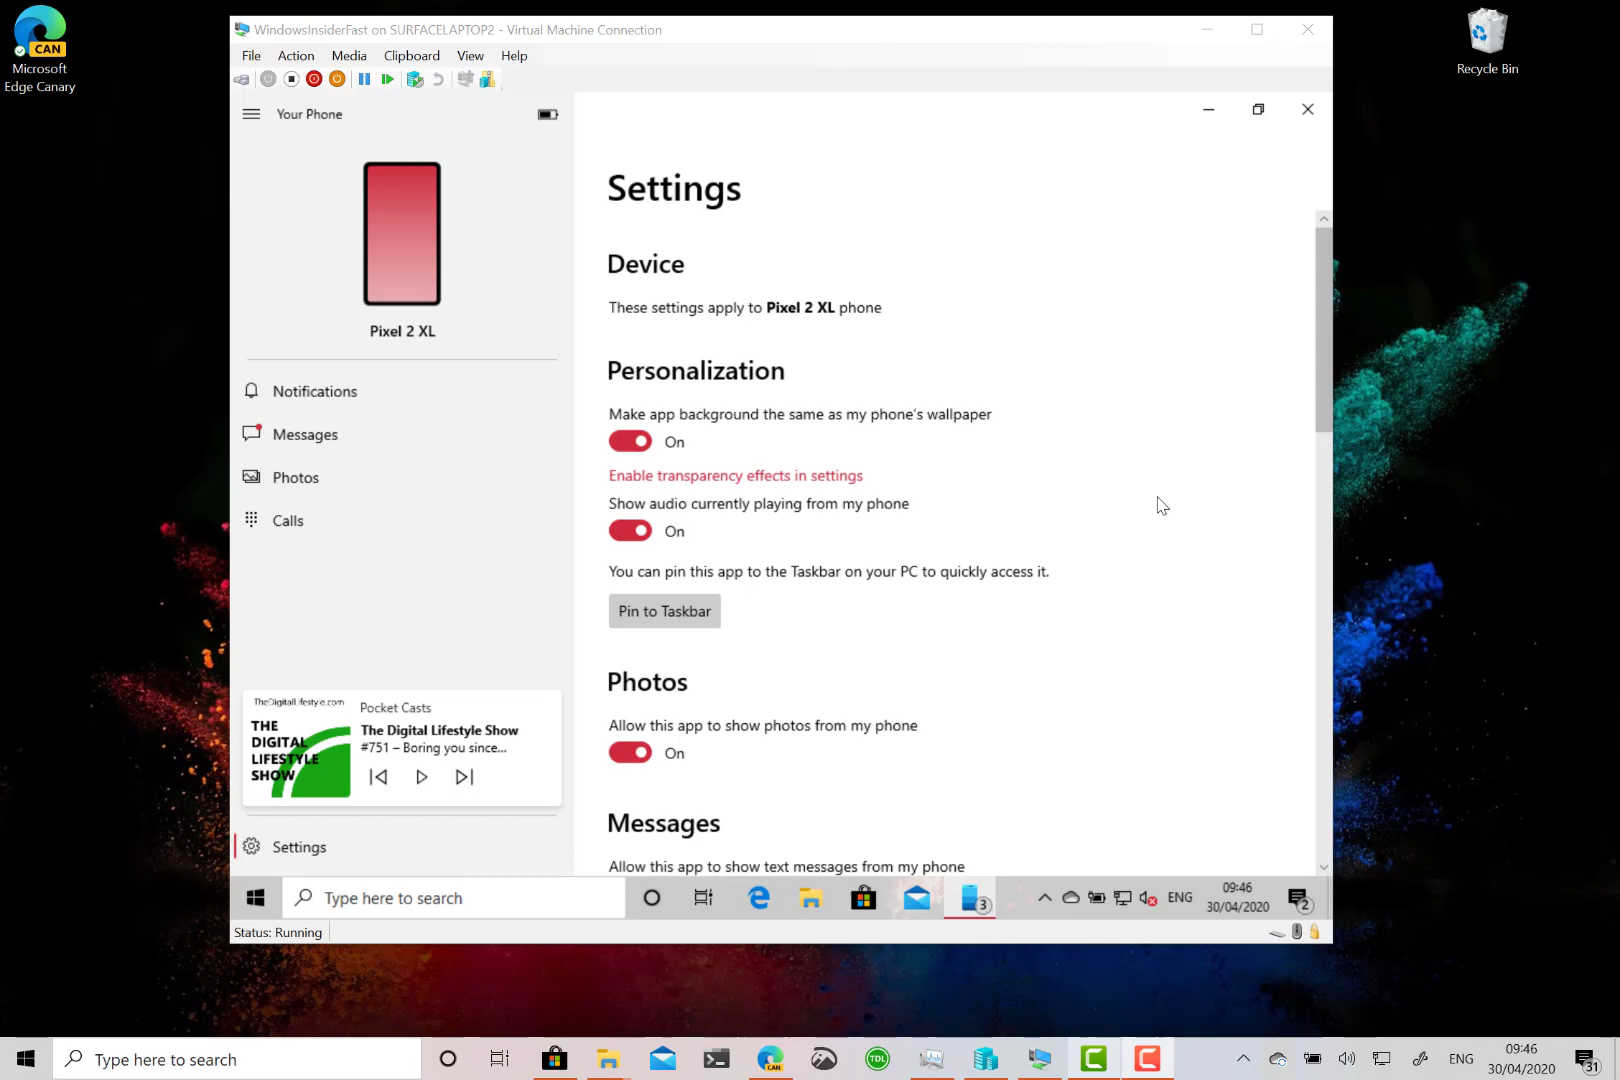 CAN
Microsoft
Edge Canary
Recycle Bin
WindowsInsiderFast on SURFACELAPTOP2 - Virtual Machine Connection
File Action Media Clipboard View Help
Your Phone
Pixel 2 XL
Notifications
Messages
Photos
Calls
TheDigitalLifestyle.com
THE
DIGITAL
LIFESTYLE
SHOW
Pocket Casts
The Digital Lifestyle Show
#751 – Boring you since...
Settings
Settings
Device
These settings apply to Pixel 2 XL phone
Personalization
Make app background the same as my phone's wallpaper
On
Enable transparency effects in settings
Show audio currently playing from my phone
On
You can pin this app to the Taskbar on your PC to quickly access it.
Pin to Taskbar
Photos
Allow this app to show photos from my phone
On
Messages
Allow this app to show text messages from my phone
Type here to search
3
ENG
09:46
30/04/2020
2
Status: Running
Type here to search
CAN
TDL
ENG
09:46
30/04/2020
31